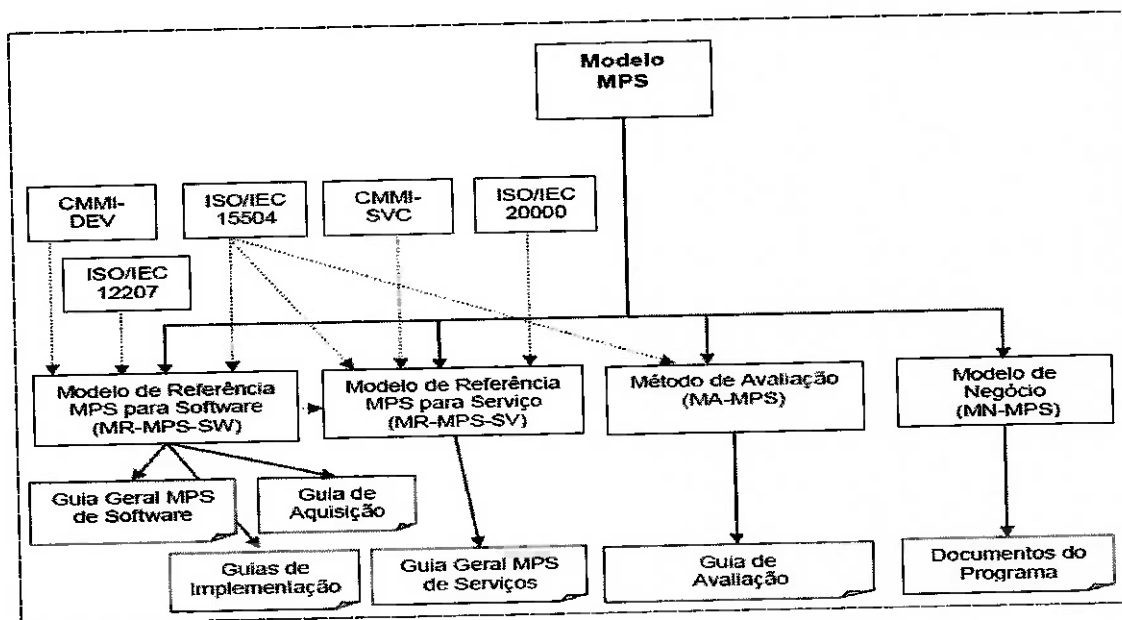 Modelo
MPS
CMMI-
DEV
ISO/IEC
15504
CMMI-
SVC
ISO/IEC
20000
ISO/IEC
12207
Modelo de Referência
MPS para Software
(MR-MPS-SW)
Modelo de Referência
MPS para Serviço
(MR-MPS-SV)
Método de Avaliação
(MA-MPS)
Modelo de
Negócio
(MN-MPS)
Guia Geral MPS
de Software
Guia de
Aquisição
Guias de
Implementação
Guia Geral MPS
de Serviços
Guia de
Avaliação
Documentos do
Programa